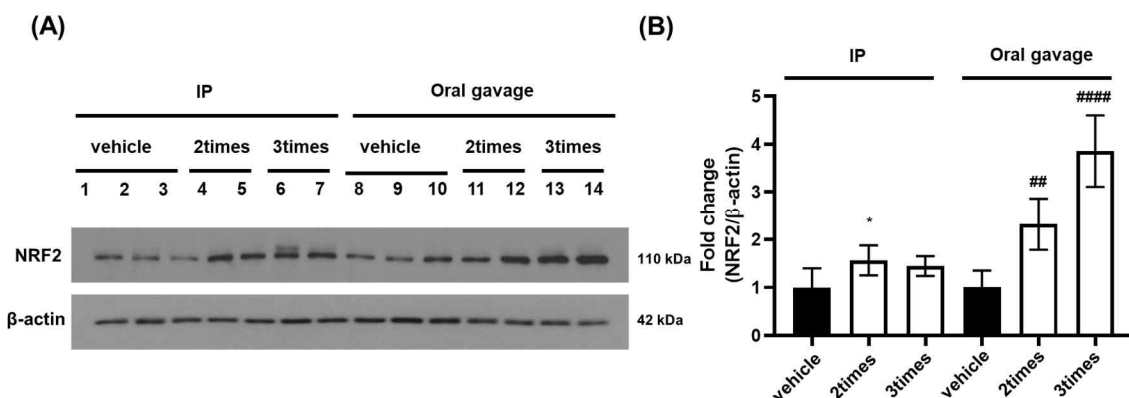 (A)
IP
Oral gavage
vehicle 2times 3times vehicle 2times 3times
1 2 3 4 5 6 7 8 9 10 11 12 13 14
NRF2
110 kDa
β-actin
42 kDa
(B)
IP
Oral gavage
Fold change
(NRF2/β-actin)
5
4
3
2
1
0
*
##
####
vehicle
2times
3times
vehicle
2times
3times